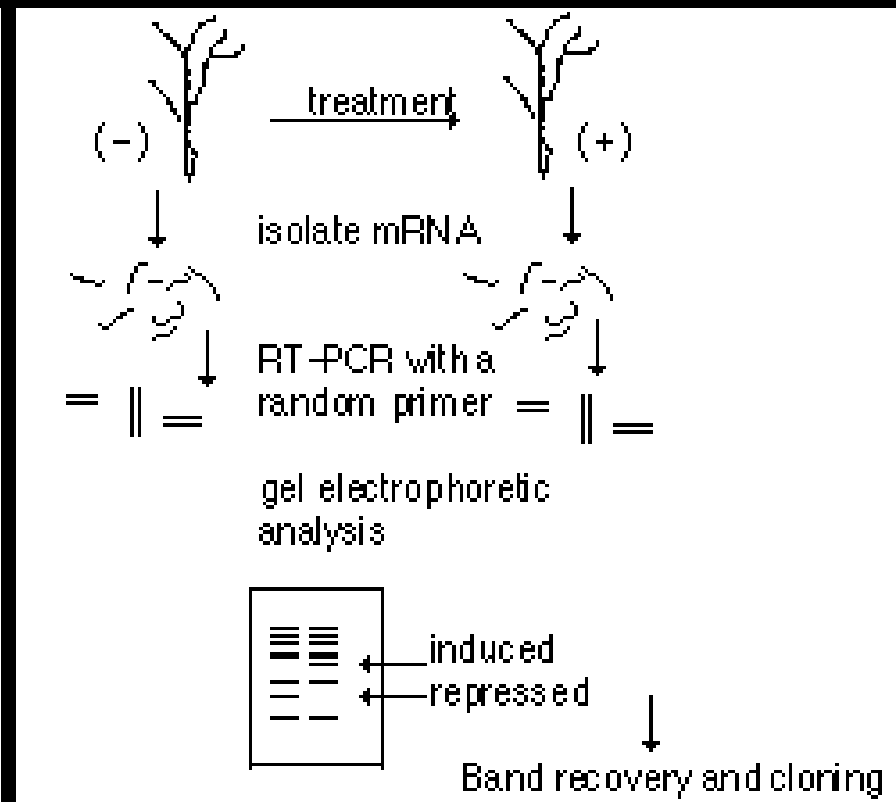 treatment
(-)
(+)
isolate mRNA
RT-PCR with a
random primer
gel electrophoretic
analysis
induced
repressed
Band recovery and cloning